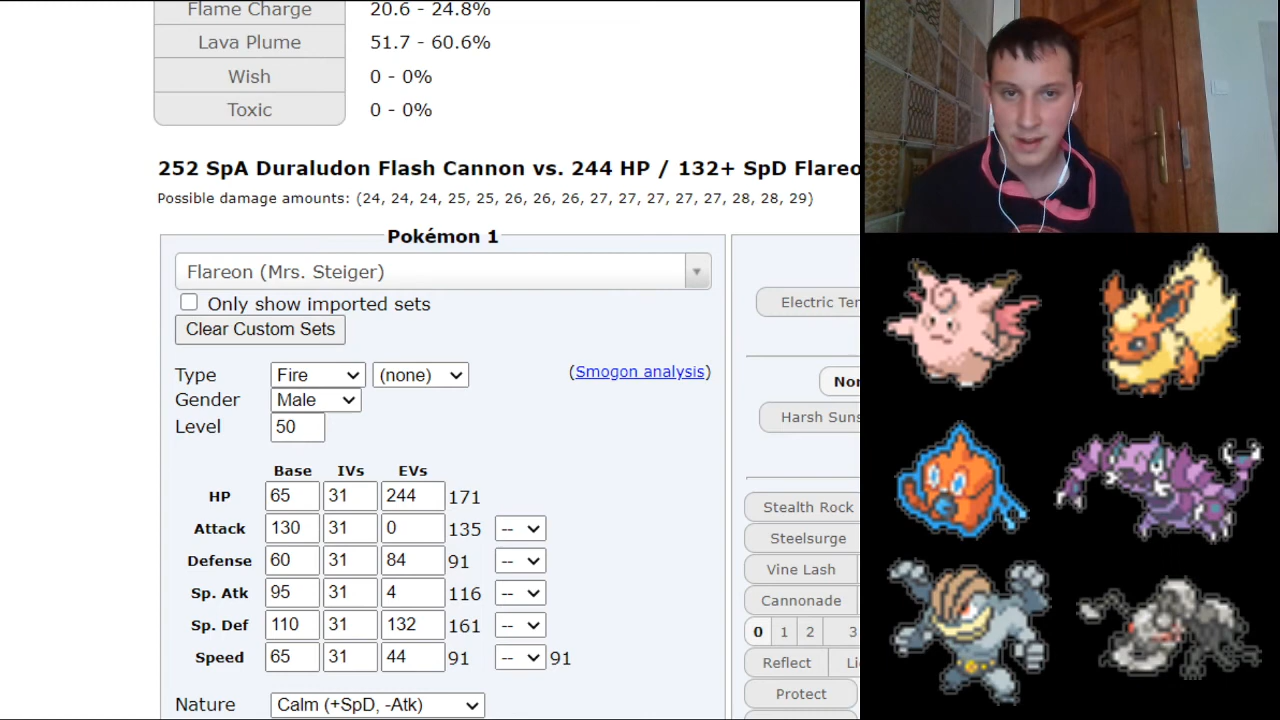 Flame Charge 20.6 - 24.8%
Lava Plume 51.7 - 60.6%
Wish 0 - 0%
Toxic 0 - 0%
252 SpA Duraludon Flash Cannon vs. 244 HP / 132+ SpD Flareo
Possible damage amounts: (24, 24, 24, 25, 25, 26, 26, 26, 27, 27, 27, 27, 27, 28, 28, 29)
Pokémon 1
Flareon (Mrs. Steiger)
Only show imported sets
Clear Custom Sets
Electric Ter
Type Fire (none) (Smogon analysis)
Nor
Gender Male
Harsh Suns
Level 50
Base IVs EVs
HP 65 31 244 171
Stealth Rock
Attack 130 31 0 135 --
Steelsurge
Defense 60 31 84 91 --
Vine Lash
Sp. Atk 95 31 4 116 --
Cannonade
Sp. Def 110 31 132 161 --
0 1 2 3
Speed 65 31 44 91 -- 91
Reflect Li
Protect
Nature Calm (+SpD, -Atk)